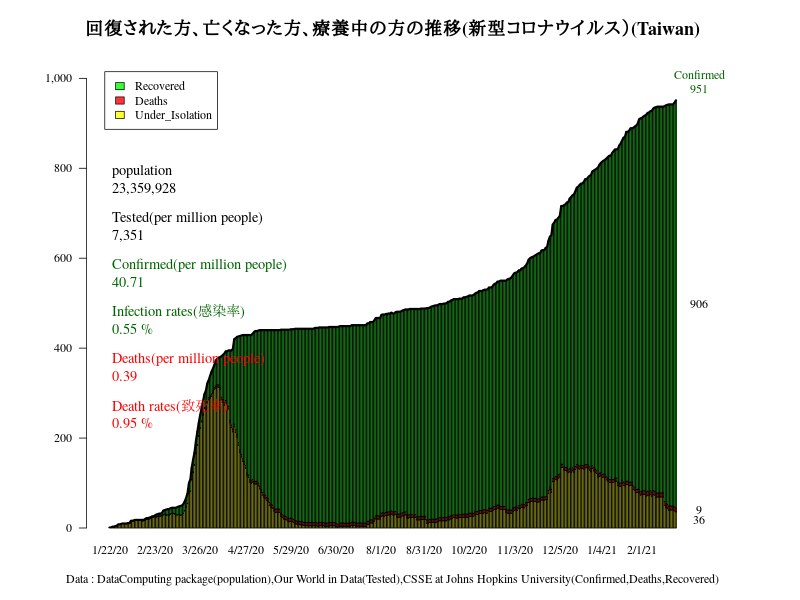 回復された方、亡くなった方、療養中の方の推移(新型コロナウイルス）(Taiwan)
Confirmed
951
1,000
800
600
400
200
0
Recovered
Deaths
Under_Isolation
population
23,359,928
Tested(per million people)
7,351
Confirmed(per million people)
40.71
Infection rates(感染率)
0.55 %
Deaths(per million people)
0.39
Death rates(致死率)
0.95 %
906
9
36
1/22/20 2/23/20 3/26/20 4/27/20 5/29/20 6/30/20 8/1/20 8/31/20 10/2/20 11/3/20 12/5/20 1/4/21 2/1/21
Data : DataComputing package(population),Our World in Data(Tested),CSSE at Johns Hopkins University(Confirmed,Deaths,Recovered)